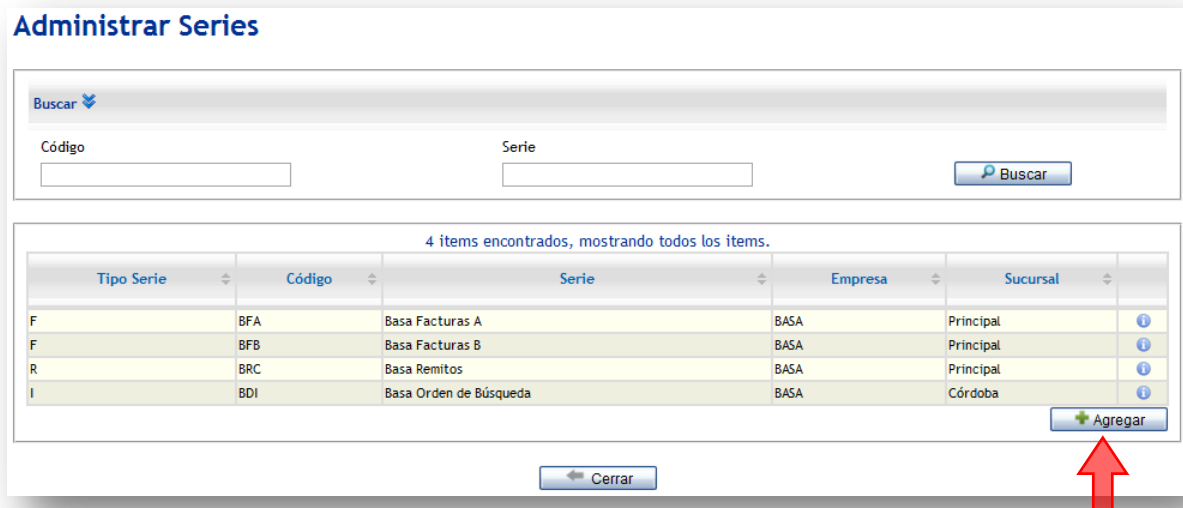 Administrar Series
Buscar
Código Serie
Buscar
4 items encontrados, mostrando todos los items.
Tipo Serie Código Serie Empresa Sucursal
F BFA Basa Facturas A BASA Principal
F BFB Basa Facturas B BASA Principal
R BRC Basa Remitos BASA Principal
I BDI Basa Orden de Búsqueda BASA Córdoba
Agregar
Cerrar